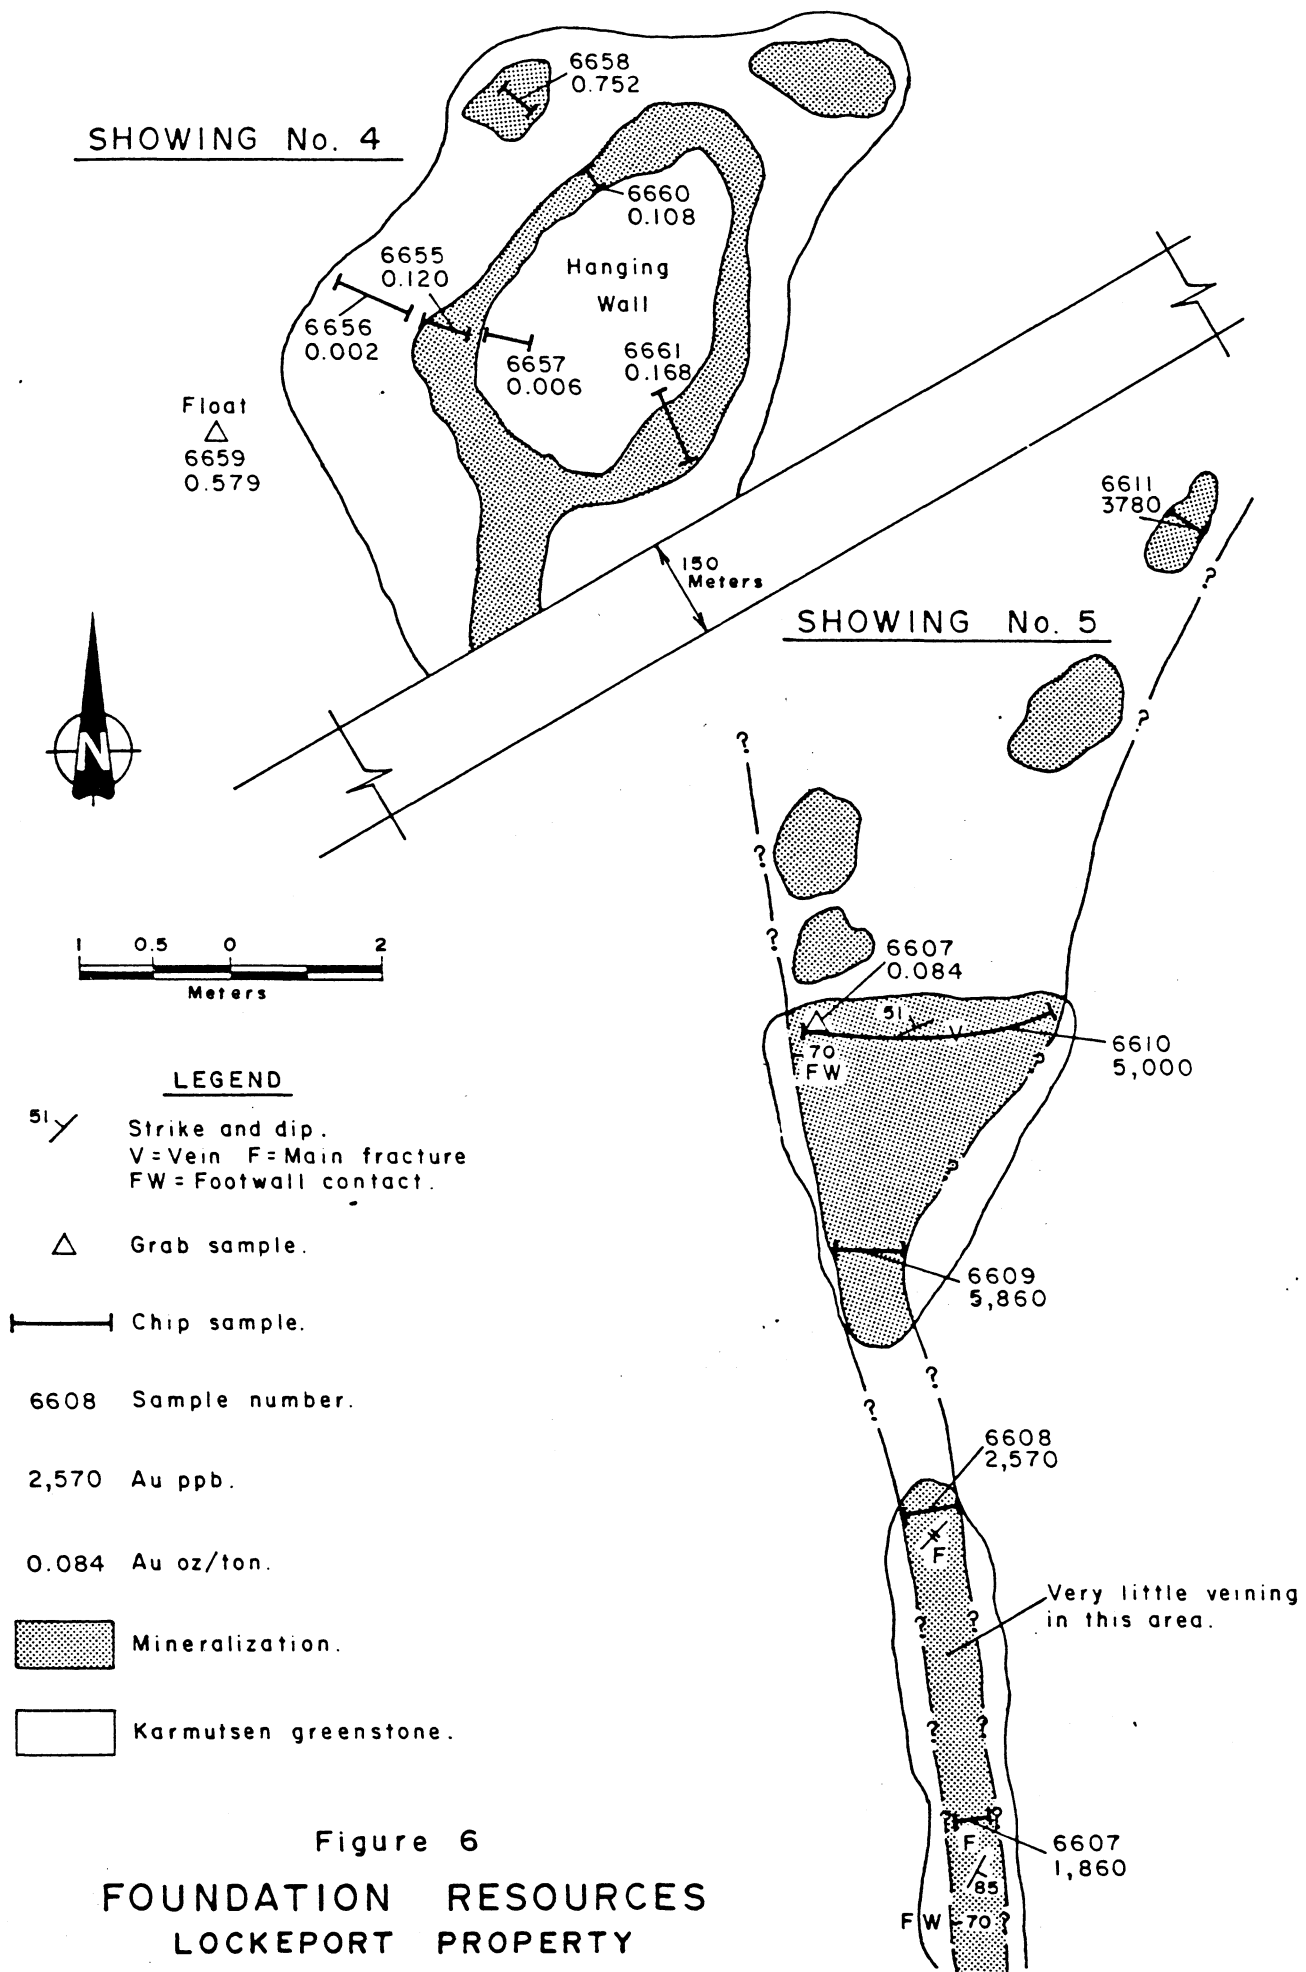 SHOWING No. 4
6658
0.752
6660
0.108
6655
0.120
Hanging
Wall
6656
0.002
6657
0.006
6661
0.168
Float
6659
0.579
150
Meters
6611
3780
?
SHOWING No. 5
?
?
?
?
N
1 0.5 0 2
Meters
6607
0.084
51
V
70
FW
6610
5,000
?
?
6609
5,860
?
?
6608
2,570
F
Very little veining
in this area.
?
?
?
?
?
?
6607
1,860
F
85
FW 70 ?
LEGEND
51
Strike and dip.
V = Vein F = Main fracture
FW = Footwall contact.
Grab sample.
Chip sample.
6608 Sample number.
2,570 Au ppb.
0.084 Au oz/ton.
Mineralization.
Karmutsen greenstone.
Figure 6
FOUNDATION RESOURCES
LOCKEPORT PROPERTY